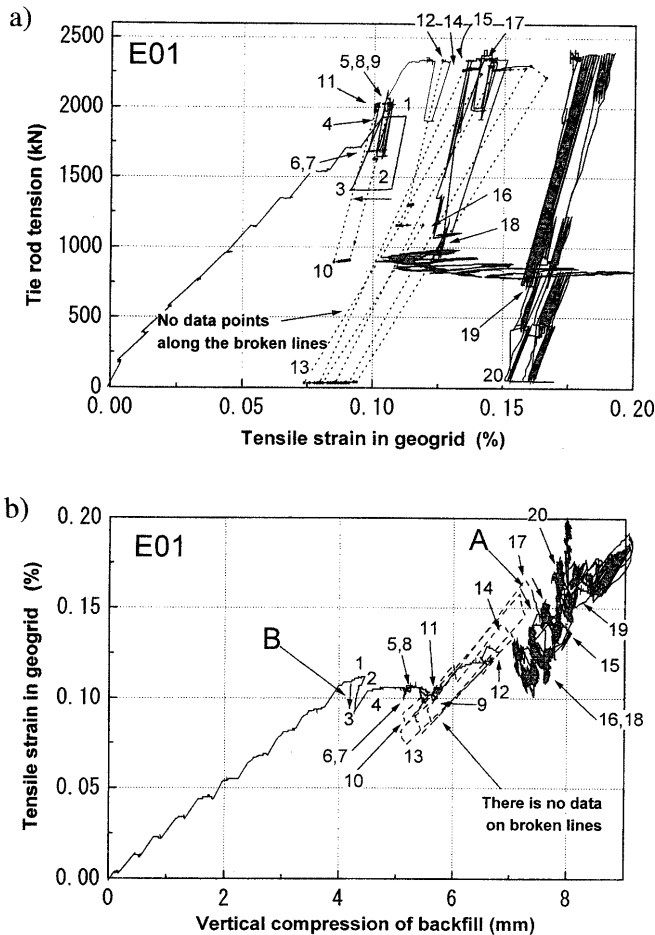 a)
E01
12 14 15 17
5,8,9
11
1
4
6,7
2
3
16
18
10
No data points
along the broken lines
19
13
20
2500
2000
1500
1000
500
0
0.00 0.05 0.10 0.15 0.20
Tie rod tension (kN)
Tensile strain in geogrid (%)
b)
E01
20
A
17
14
B
11
1
5,8
2
19
15
4
12
3
9
6,7
16,18
13
10
There is no data
on broken lines
0.20
0.15
0.10
0.05
0.00
0 2 4 6 8
Tensile strain in geogrid (%)
Vertical compression of backfill (mm)